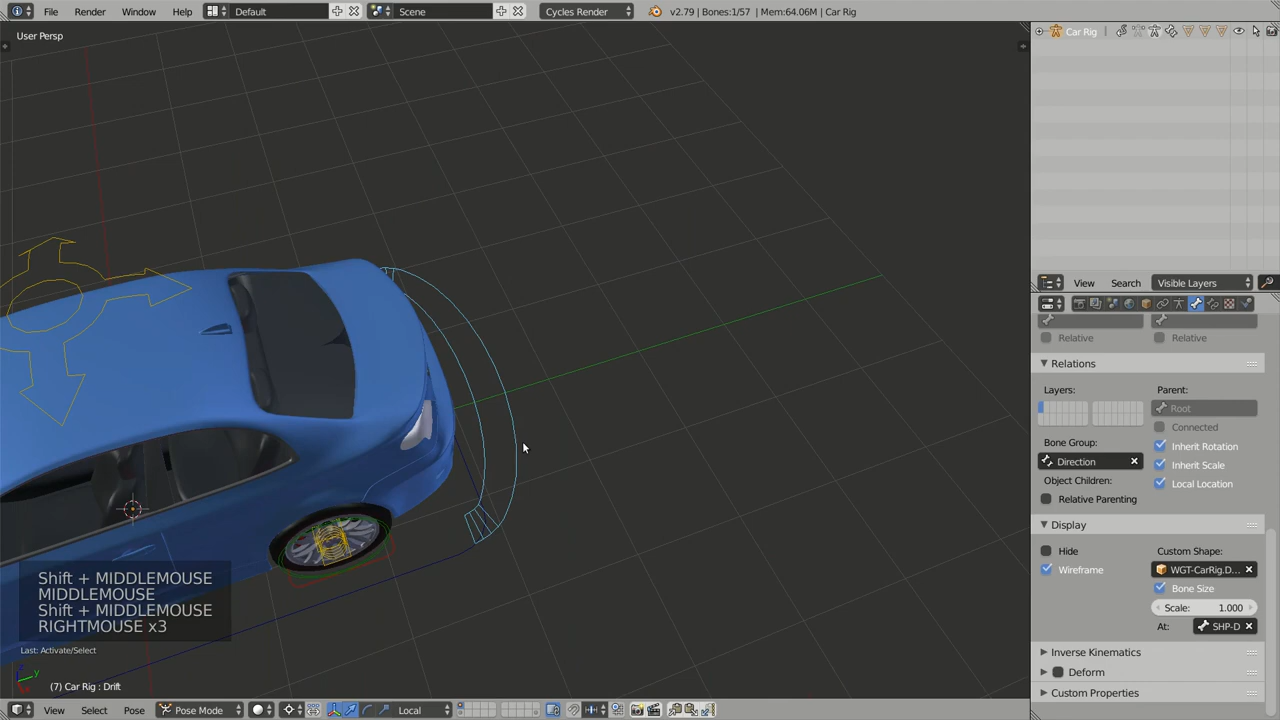 File Render Window Help Default Scene Cycles Render v2.79 | Bones:1/57 | Mem:64.06M | Car Rig
User Persp
Car Rig |
View Search Visible Layers
Relative Relative
Relations
Layers: Parent:
Root
Connected
Bone Group: Inherit Rotation
Direction Inherit Scale
Object Children: Local Location
Relative Parenting
Display
Hide Custom Shape:
Wireframe WGT-CarRig.D...
Bone Size
Scale: 1.000
At: SHP-D
Inverse Kinematics
Deform
Custom Properties
Shift + MIDDLEMOUSE
MIDDLEMOUSE
Shift + MIDDLEMOUSE
RIGHTMOUSE x3
Last: Activate/Select
z y
(7) Car Rig : Drift
View Select Pose Pose Mode Local